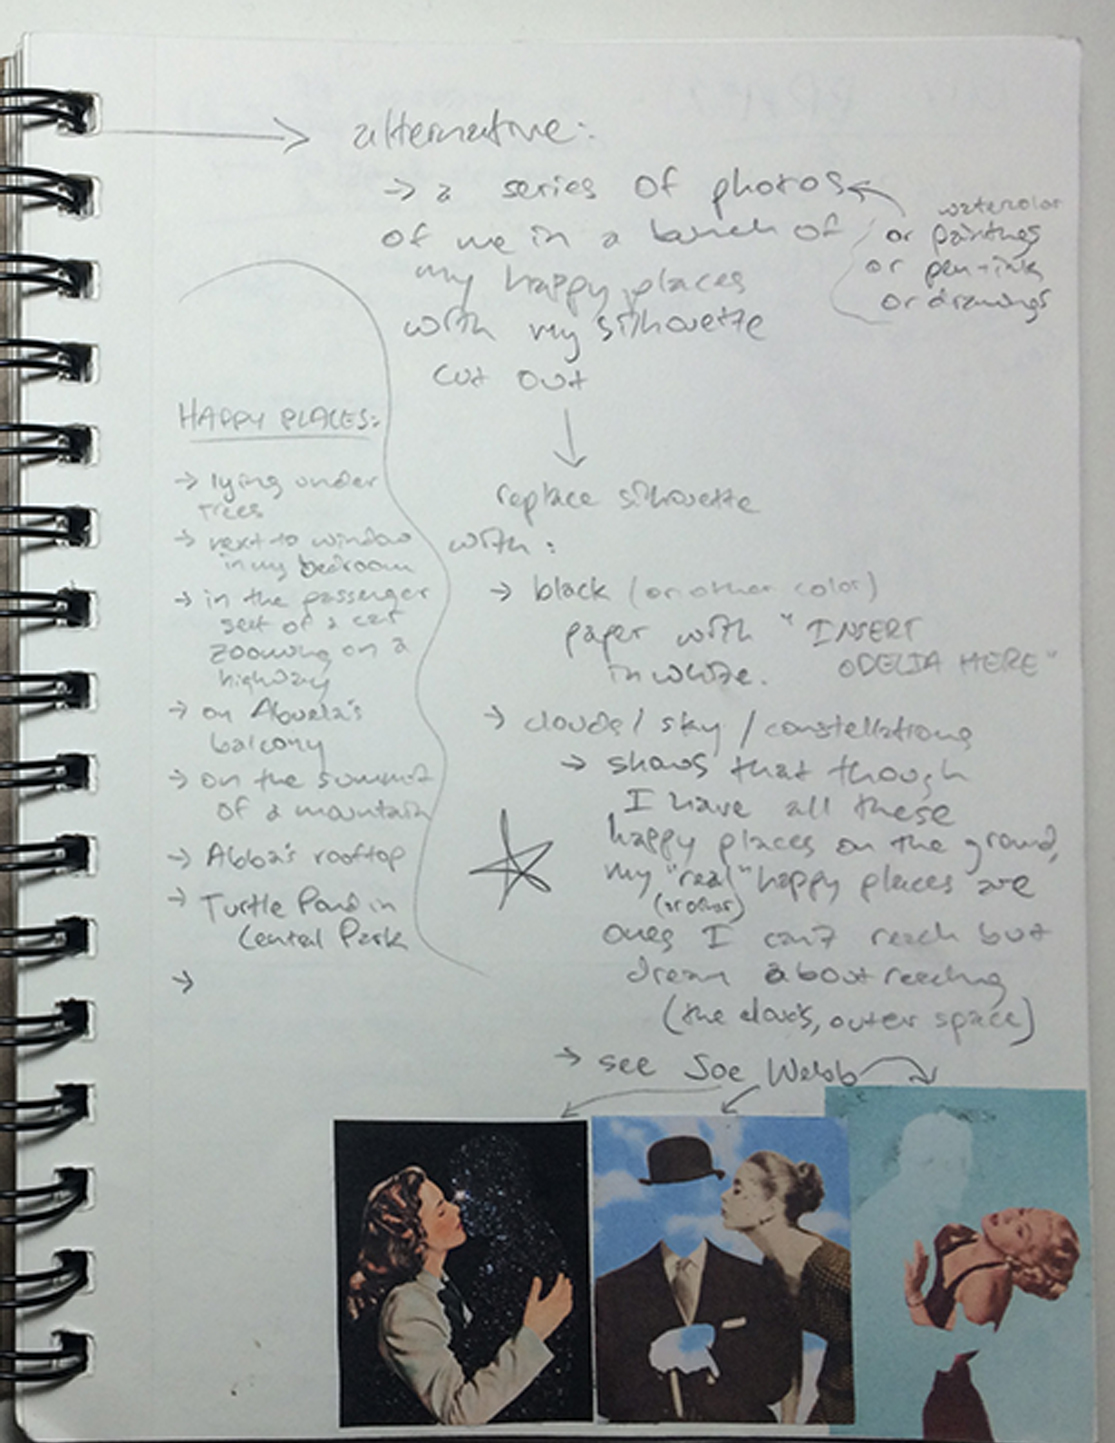 → alternative:
→ a series of photos
of me in a bunch of
my happy places
with my silhouette
cut out
watercolor
or paintings
or pen + ink
or drawings
↓
replace silhouette
with:
→ black (or other color)
paper with "INSERT
in white. ODELIA HERE"
→ clouds / sky / constellations
→ shows that though
I have all these
happy places on the ground,
my "real" happy places are
(or other)
ones I can't reach but
dream about reaching
(the clouds, outer space)
→ see Joe Webb
HAPPY PLACES:
→ lying under
trees
→ next to window
in my bedroom
→ in the passenger
seat of a car
zooming on a
highway
→ on Abuela's
balcony
→ on the summit
of a mountain
→ Abba's rooftop
→ Turtle Pond in
Central Park
→